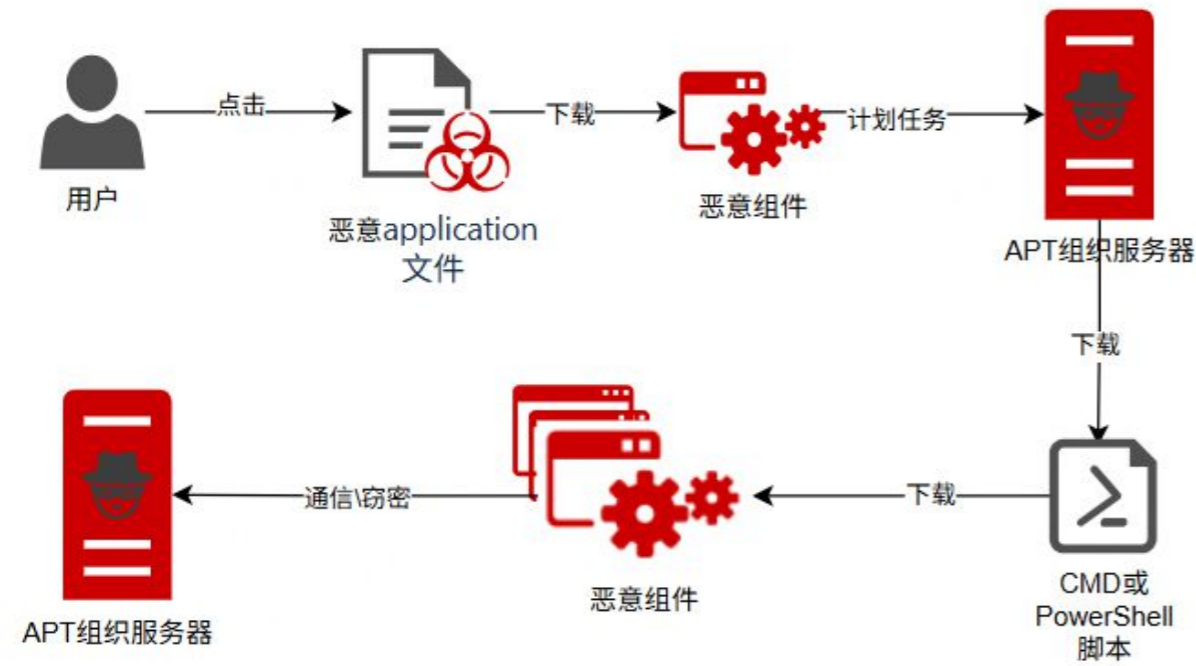 点击
下载
计划任务
用户
恶意组件
恶意application
文件
APT组织服务器
下载
通信\窃密
下载
恶意组件
CMD或
PowerShell
脚本
APT组织服务器